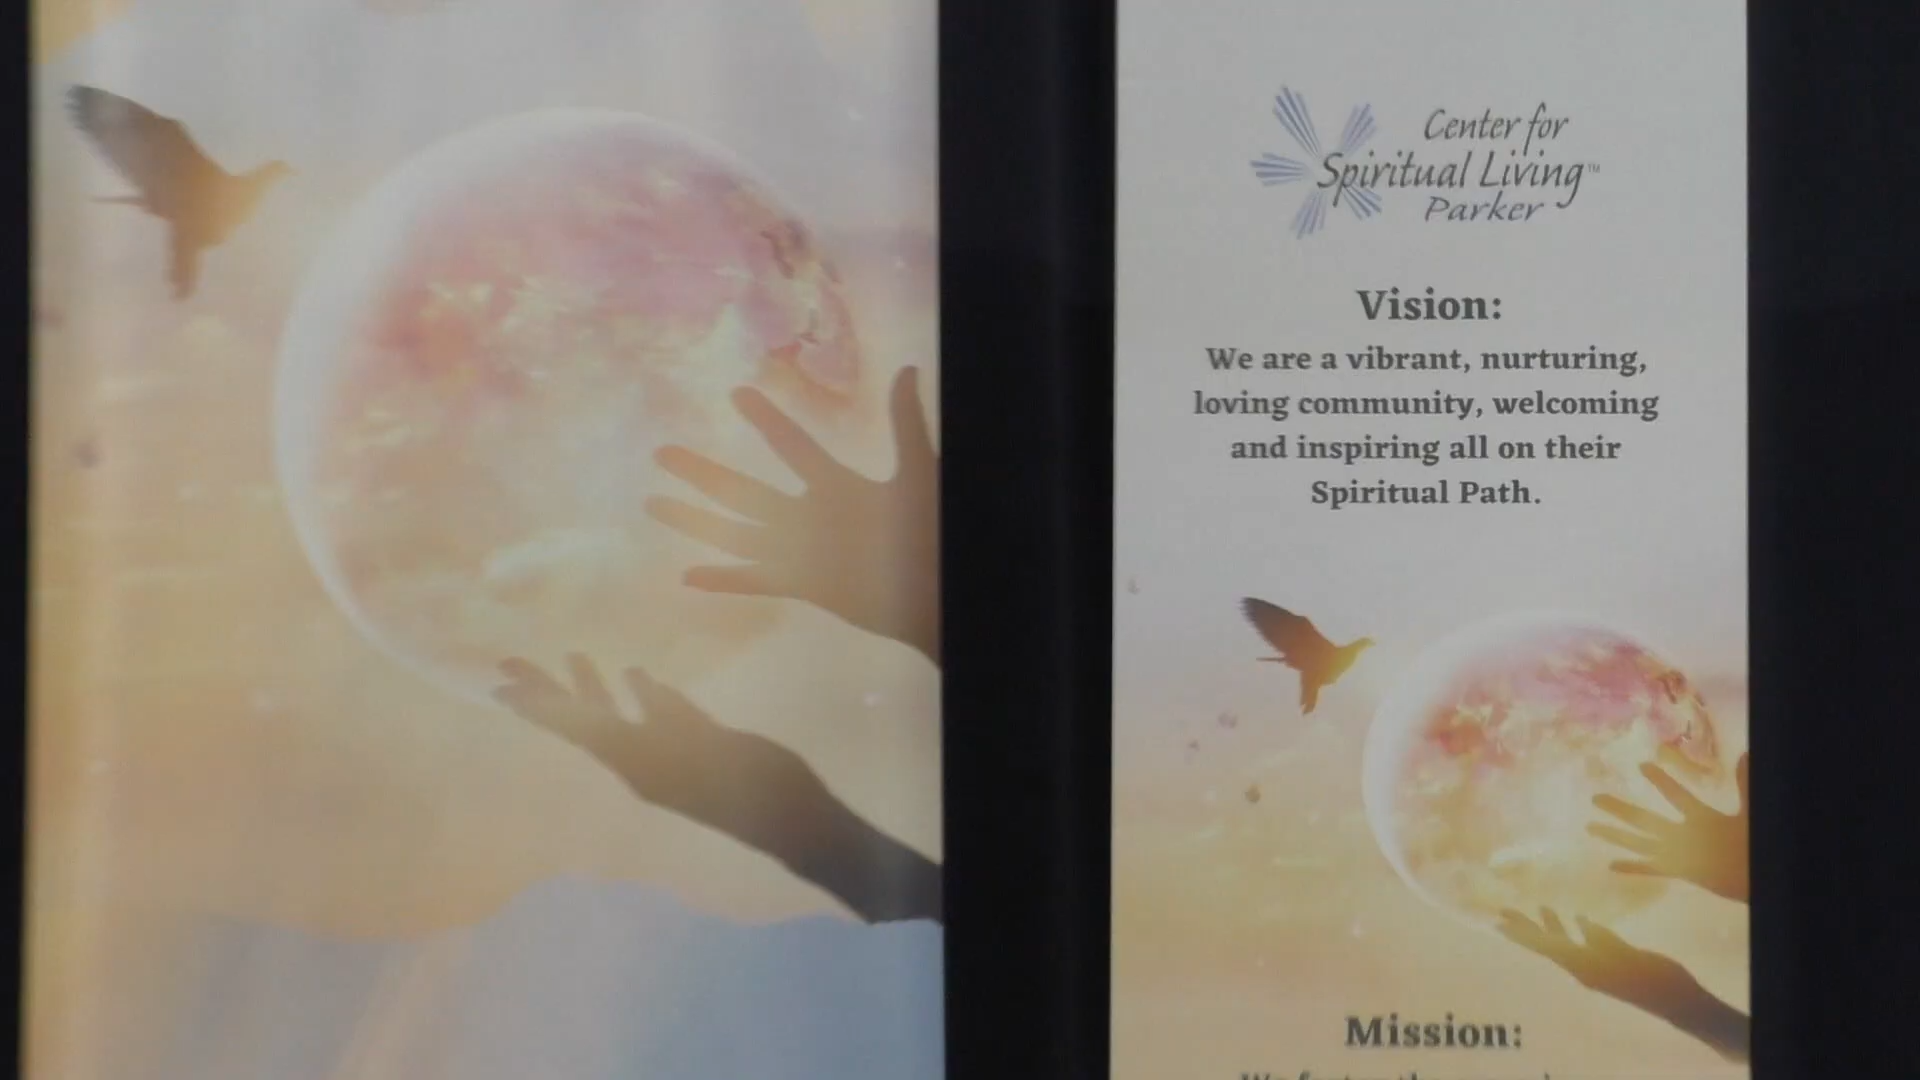 Center for
Spiritual Living™
Parker
Vision:
We are a vibrant, nurturing,
loving community, welcoming
and inspiring all on their
Spiritual Path.
Mission: